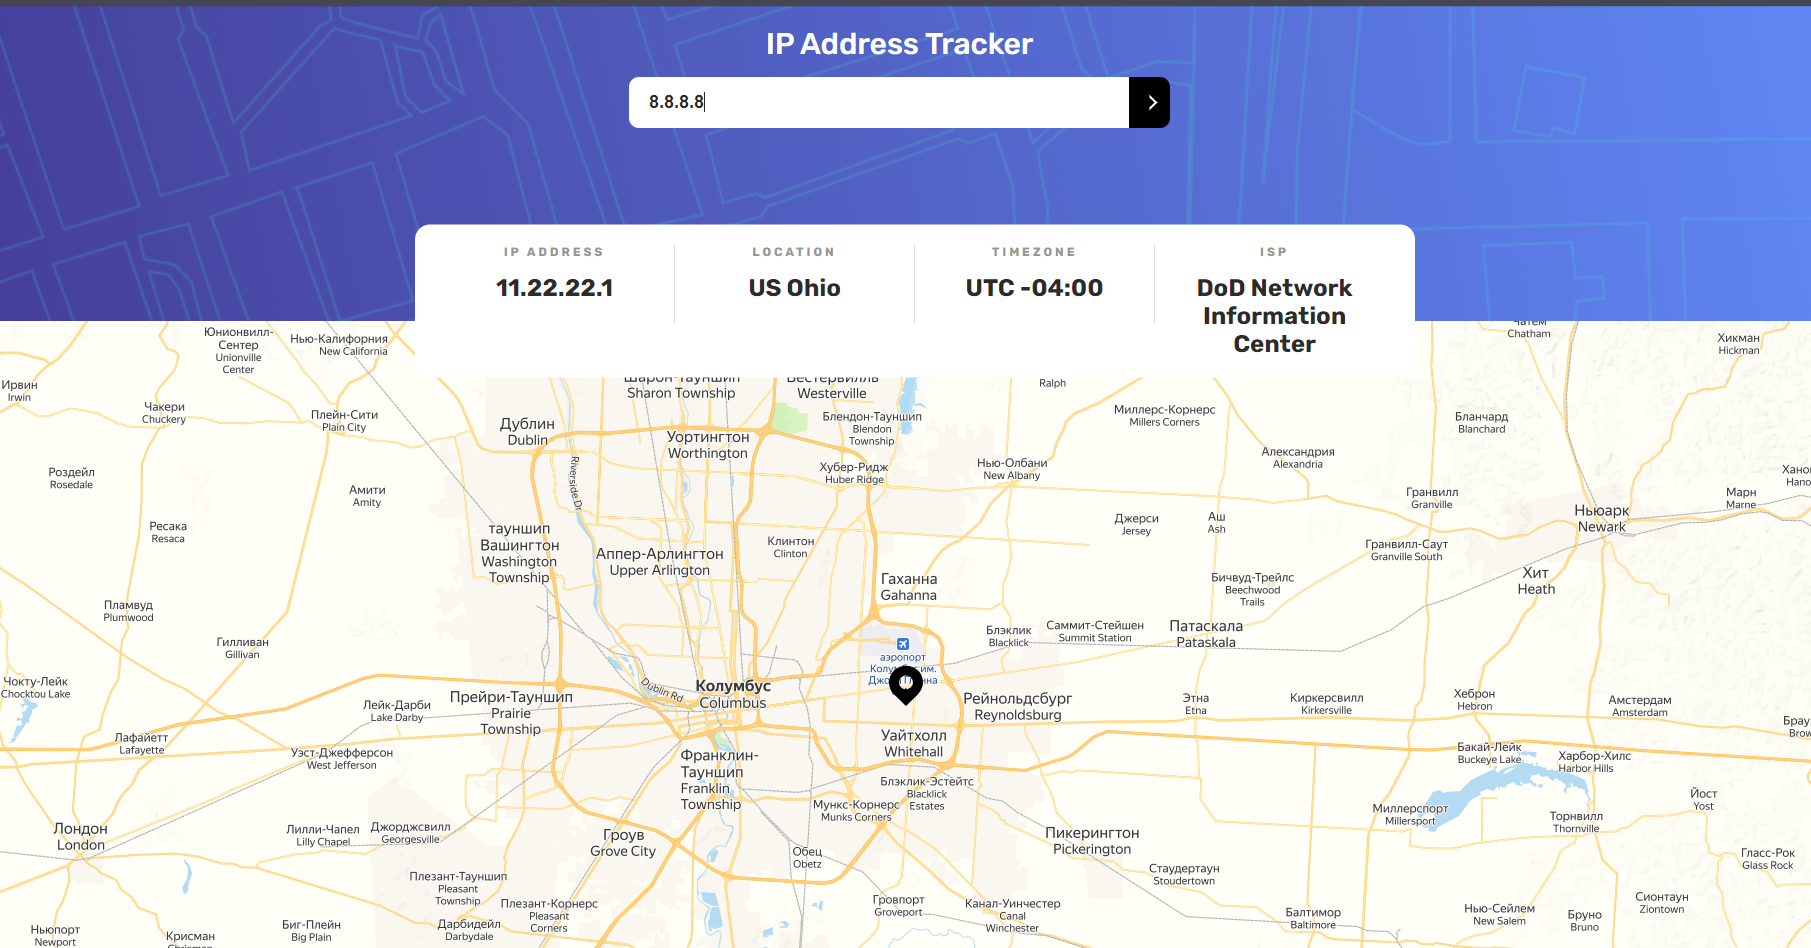 IP Address Tracker
8.8.8.8
IP ADDRESS
11.22.22.1
LOCATION
US Ohio
TIMEZONE
UTC -04:00
ISP
DoD Network
Information
Center
Юнионвилл-
Сентер
Unionville
Center
Нью-Калифорния
New California
Chatham
Хикман
Hickman
Ирвин
Irwin
Чакери
Chuckery
Плейн-Сити
Plain City
Дублин
Dublin
Шарон-Тауншип
Sharon Township
Вестервилль
Westerville
Уортингтон
Worthington
Блендон-Тауншип
Blendon
Township
Ralph
Миллерс-Корнерс
Millers Corners
Бланчард
Blanchard
Роздейл
Rosedale
Амити
Amity
Riverside Dr
Хубер-Ридж
Huber Ridge
Нью-Олбани
New Albany
Александрия
Alexandria
Гранвилл
Granville
Марн
Marne
Ресака
Resaca
тауншип
Вашингтон
Washington
Township
Аппер-Арлингтон
Upper Arlington
Клинтон
Clinton
Джерси
Jersey
Аш
Ash
Ньюарк
Newark
Гранвилл-Саут
Granville South
Гаханна
Gahanna
Бичвуд-Трейлс
Beechwood
Trails
Хит
Heath
Пламвуд
Plumwood
Гилливан
Gillivan
Блэклик
Blacklick
Саммит-Стейшен
Summit Station
Патаскала
Pataskala
аэропорт
Чокту-Лейк
Choctou Lake
Лейк-Дарби
Lake Darby
Прейри-Тауншип
Prairie
Township
Dublin Rd
Колумбус
Columbus
Рейнольдсбург
Reynoldsburg
Этна
Etna
Киркерсвилл
Kirkersville
Хеброн
Hebron
Амстердам
Amsterdam
Лафайетт
Lafayette
Уэст-Джефферсон
West Jefferson
Уайтхолл
Whitehall
Бакай-Лейк
Buckeye Lake
Харбор-Хилс
Harbor Hills
Франклин-
Тауншип
Franklin
Township
Блэклик-Эстейтс
Blacklick
Estates
Мункс-Корнерс
Munks Corners
Миллерспорт
Millersport
Йост
Yost
Торнвилл
Thornville
Лондон
London
Лилли-Чапел
Lilly Chapel
Джорджсвилл
Georgesville
Гроув
Grove City
Обец
Obetz
Пикерингтон
Pickerington
Гласс-Рок
Glass Rock
Стаудертаун
Stoudertown
Плезант-Тауншип
Pleasant
Township
Плезант-Корнерс
Pleasant
Corners
Гровпорт
Groveport
Канал-Уинчестер
Canal
Winchester
Балтимор
Baltimore
Нью-Сейлем
New Salem
Сионтаун
Ziontown
Бруно
Bruno
Ньюпорт
Newport
Крисман
Биг-Плейн
Big Plain
Дарбидейл
Darbydale